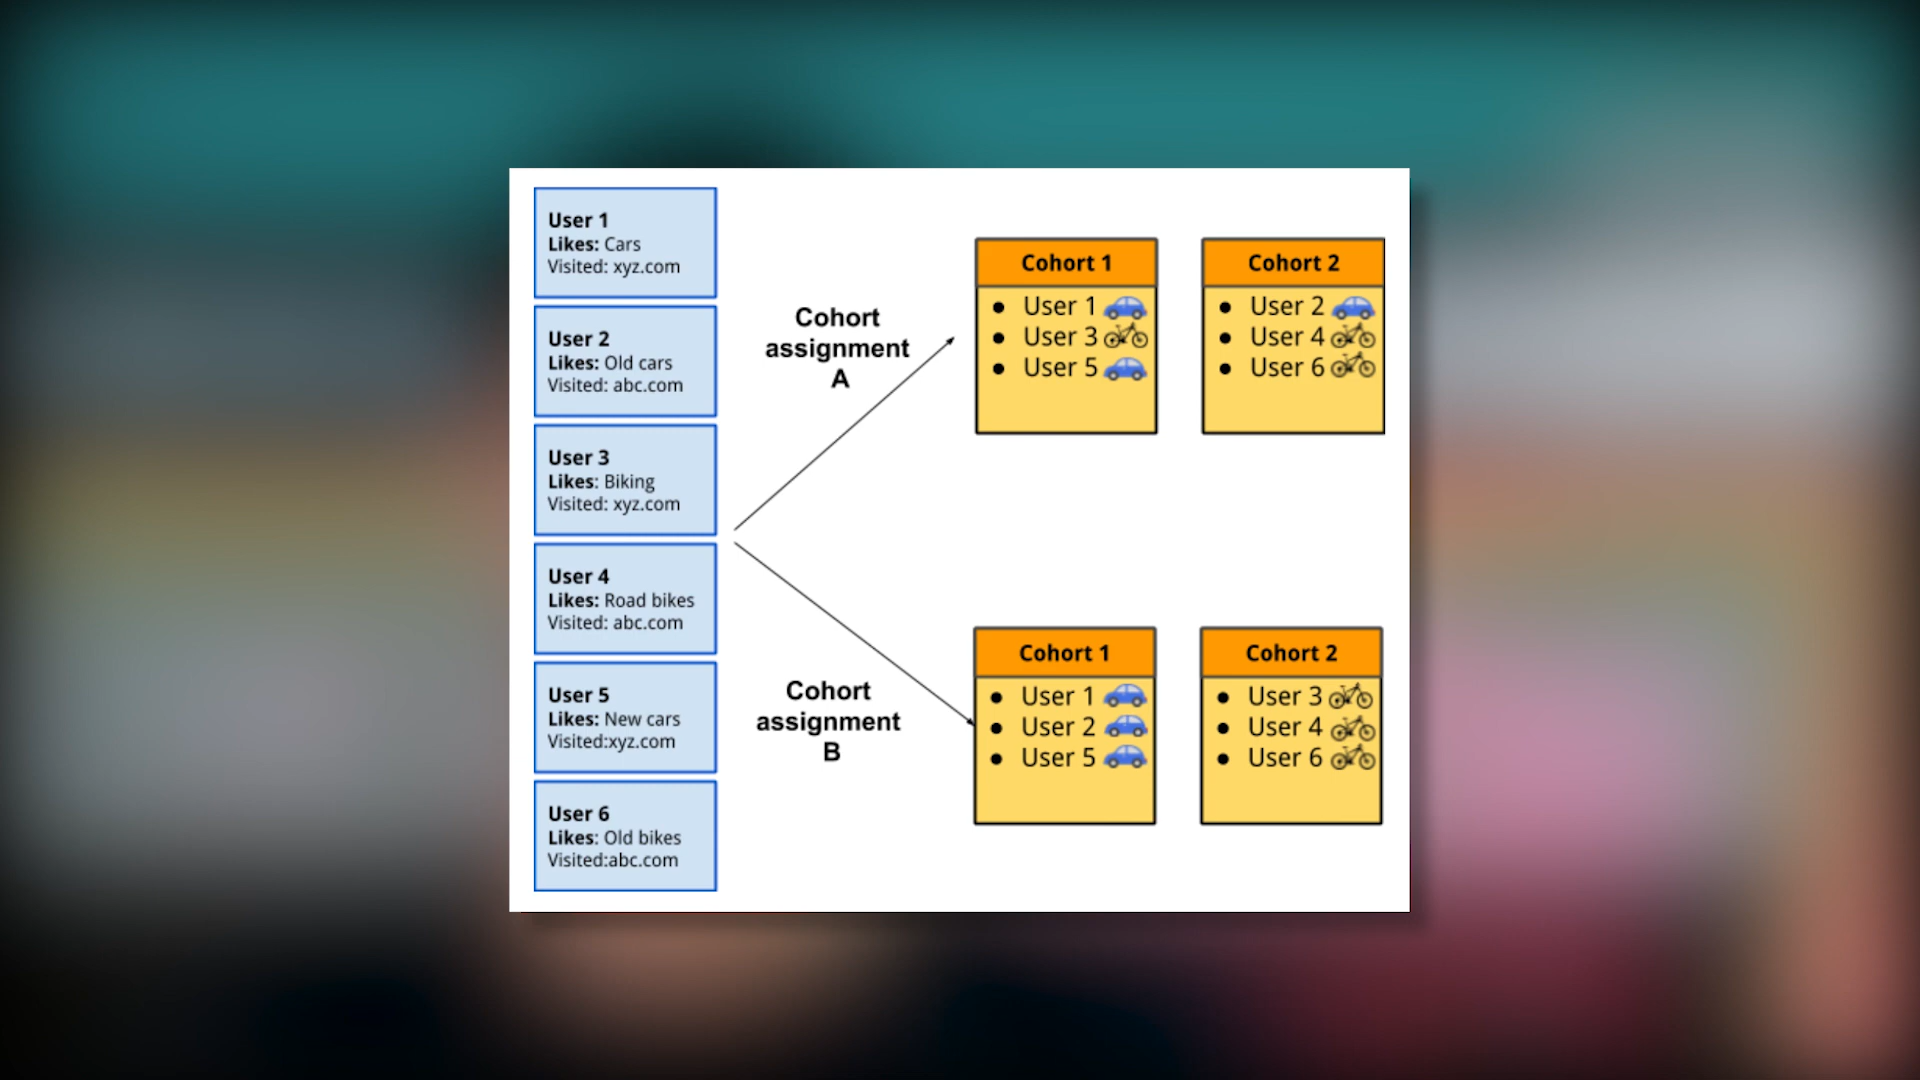 User 1
Likes: Cars
Visited: xyz.com
User 2
Likes: Old cars
Visited: abc.com
User 3
Likes: Biking
Visited: xyz.com
User 4
Likes: Road bikes
Visited: abc.com
User 5
Likes: New cars
Visited:xyz.com
User 6
Likes: Old bikes
Visited:abc.com
Cohort
assignment
A
Cohort 1
• User 1
• User 3
• User 5
Cohort 2
• User 2
• User 4
• User 6
Cohort
assignment
B
Cohort 1
• User 1
• User 2
• User 5
Cohort 2
• User 3
• User 4
• User 6